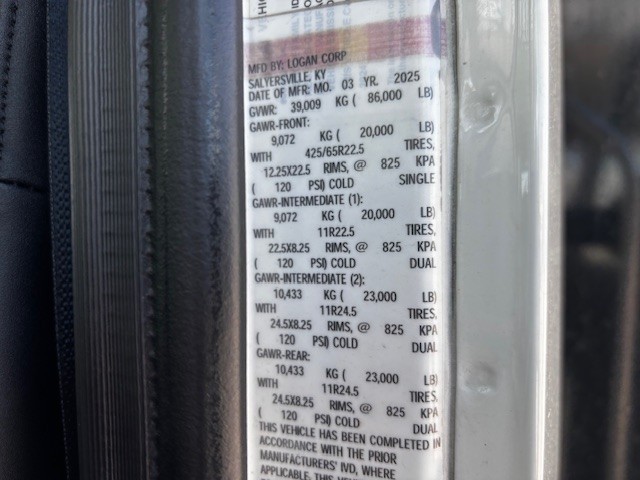 MFD BY: LOGAN CORP
SALYERSVILLE, KY
DATE OF MFR: MO. 03 YR. 2025
GVWR: 39,009 KG ( 86,000 LB)
GAWR-FRONT:
9,072 KG ( 20,000 LB)
WITH 425/65R22.5 TIRES,
12.25X22.5 RIMS, @ 825 KPA
( 120 PSI) COLD SINGLE
GAWR-INTERMEDIATE (1):
9,072 KG ( 20,000 LB)
WITH 11R22.5 TIRES,
22.5X8.25 RIMS, @ 825 KPA
( 120 PSI) COLD DUAL
GAWR-INTERMEDIATE (2):
10,433 KG ( 23,000 LB)
WITH 11R24.5 TIRES,
24.5X8.25 RIMS, @ 825 KPA
( 120 PSI) COLD DUAL
GAWR-REAR:
10,433 KG ( 23,000 LB)
WITH 11R24.5 TIRES,
24.5X8.25 RIMS, @ 825 KPA
( 120 PSI) COLD DUAL
THIS VEHICLE HAS BEEN COMPLETED IN
ACCORDANCE WITH THE PRIOR
MANUFACTURERS' IVD, WHERE
APPLICABLE. THIS